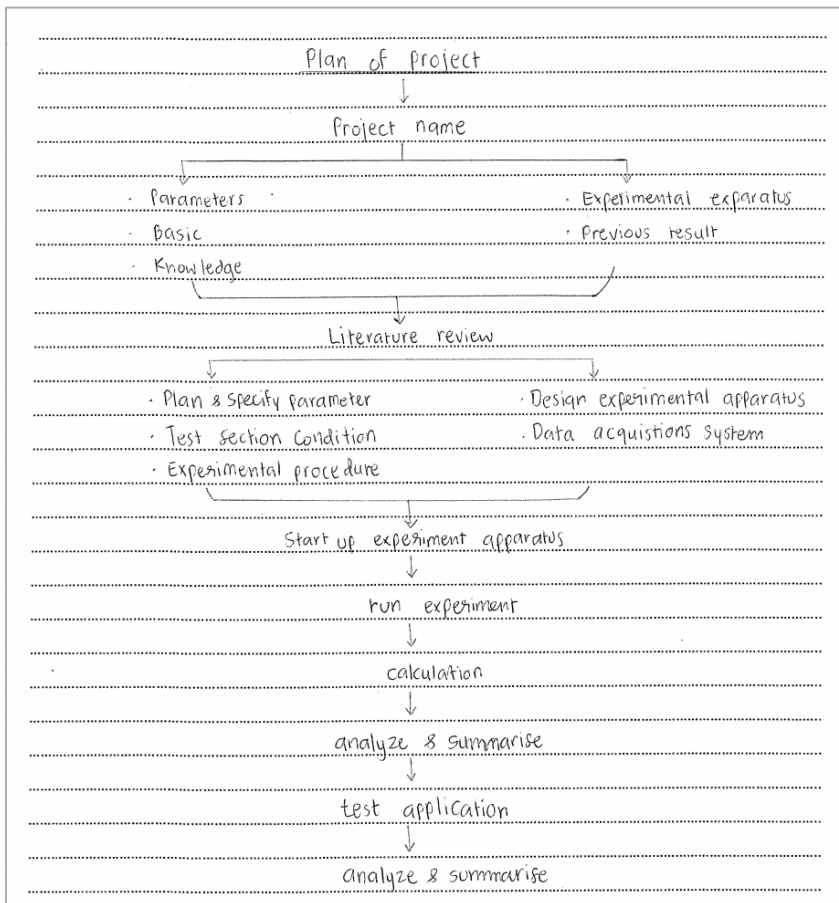 Plan of project
Project name
· Parameters
· Basic
· Knowledge
· Experimental exparatus
· Previous result
Literature review
· Plan & specify parameter
· Test section condition
· Experimental procedure
· Design experimental apparatus
· Data acquistions system
Start up experiment apparatus
run experiment
calculation
analyze & summarise
test application
analyze & summarise